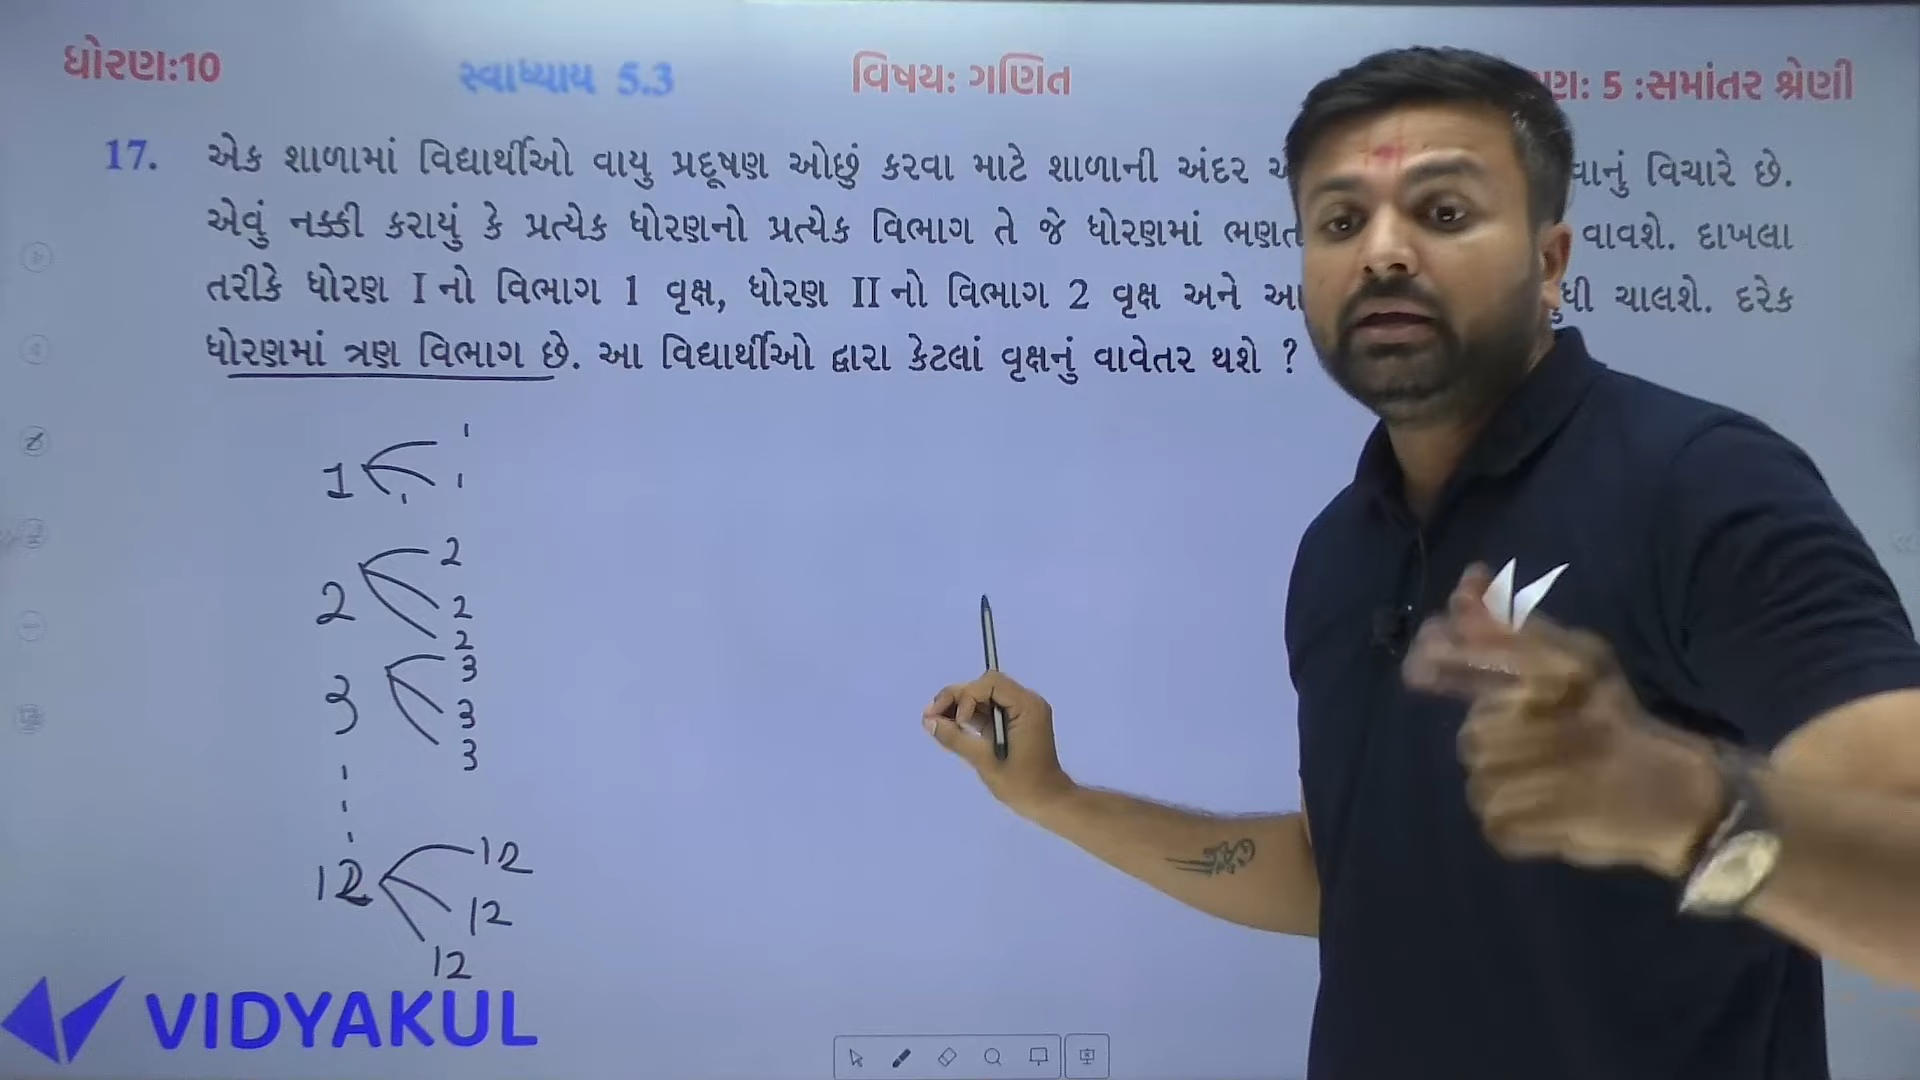 ધોરણ:10 સ્વાધ્યાય 5.3 વિષય: ગણિત : 5 :સમાંતર શ્રેણી
17. એક શાળામાં વિદ્યાર્થીઓ વાયુ પ્રદૂષણ ઓછું કરવા માટે શાળાની અંદર વિચારે છે.
એવું નક્કી કરાયું કે પ્રત્યેક ધોરણનો પ્રત્યેક વિભાગ તે જે ધોરણમાં વાવશે. દાખલા
તરીકે ધોરણ I નો વિભાગ 1 વૃક્ષ, ધોરણ II નો વિભાગ 2 વૃક્ષ અને ચાલશે. દરેક
ધોરણમાં ત્રણ વિભાગ છે. આ વિદ્યાર્થીઓ દ્વારા કેટલાં વૃક્ષનું વાવેતર થશે ?
1 1 1 1
2 2 2 2
3 3 3 3
12 12 12 12
VIDYAKUL